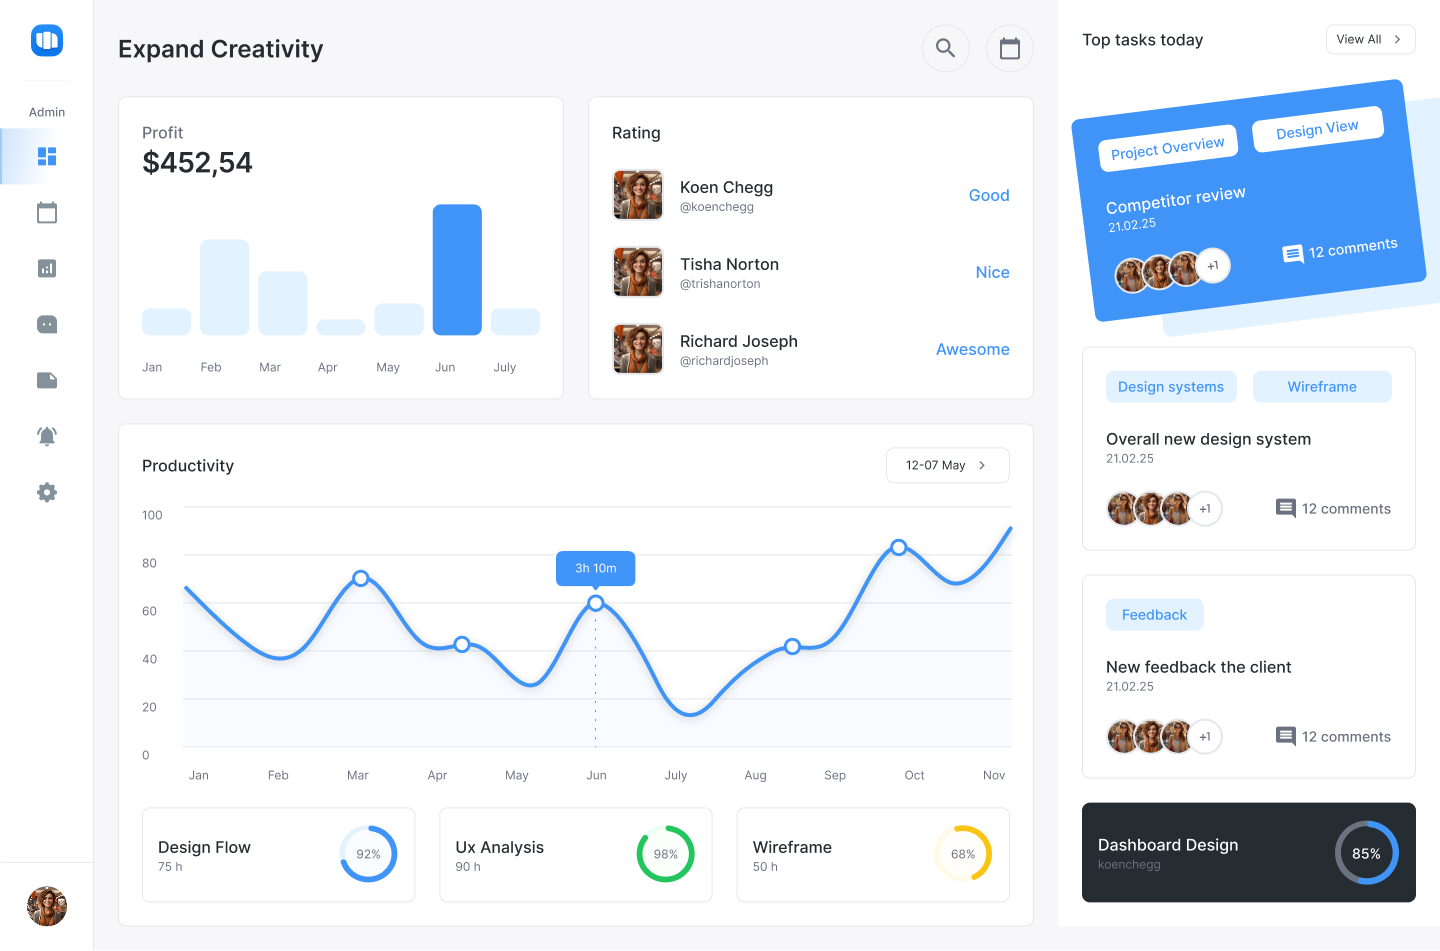 Admin
Expand Creativity
Profit
$452,54
Jan Feb Mar Apr May Jun July
Rating
Koen Chegg
@koenchegg
Good
Tisha Norton
@trishanorton
Nice
Richard Joseph
@richardjoseph
Awesome
Productivity
12-07 May
100
80
60
40
20
0
3h 10m
Jan Feb Mar Apr May Jun July Aug Sep Oct Nov
Design Flow
75 h
92%
Ux Analysis
90 h
98%
Wireframe
50 h
68%
Top tasks today
View All
Project Overview
Design View
Competitor review
21.02.25
+1
12 comments
Design systems
Wireframe
Overall new design system
21.02.25
+1
12 comments
Feedback
New feedback the client
21.02.25
+1
12 comments
Dashboard Design
koenchegg
85%